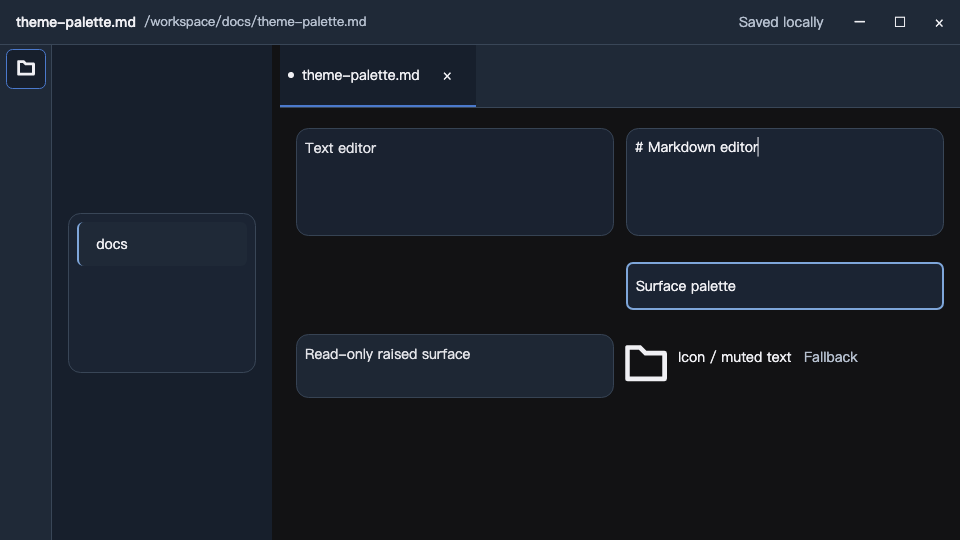 theme-palette.md /workspace/docs/theme-palette.md Saved locally
theme-palette.md
Text editor
# Markdown editor
docs
Surface palette
Read-only raised surface
Icon / muted text Fallback